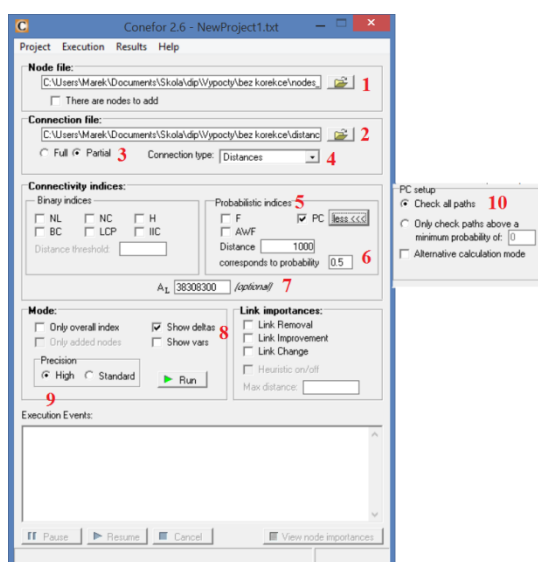 Conefor 2.6 - NewProject1.txt
Project Execution Results Help
Node file:
C:\Users\Marek\Documents\Skola\dip\Vypocty\bez korekce\nodes_ 1
There are nodes to add
Connection file:
C:\Users\Marek\Documents\Skola\dip\Vypocty\bez korekce\distanc 2
Full Partial 3 Connection type: Distances 4
Connectivity indices:
Binary indices
NL NC H
BC LCP IIC
Distance threshold:
Probabilistic indices 5
F PC less <<<
AWF
Distance 1000
corresponds to probability 0.5 6
AL 38308300 (optional) 7
PC setup
Check all paths 10
Only check paths above a
minimum probability of: 0
Alternative calculation mode
Mode:
Only overall index Show deltas 8
Only added nodes Show vars
Precision
High Standard Run
9
Link importances:
Link Removal
Link Improvement
Link Change
Heuristic on/off
Max distance:
Execution Events:
Pause Resume Cancel View node importances